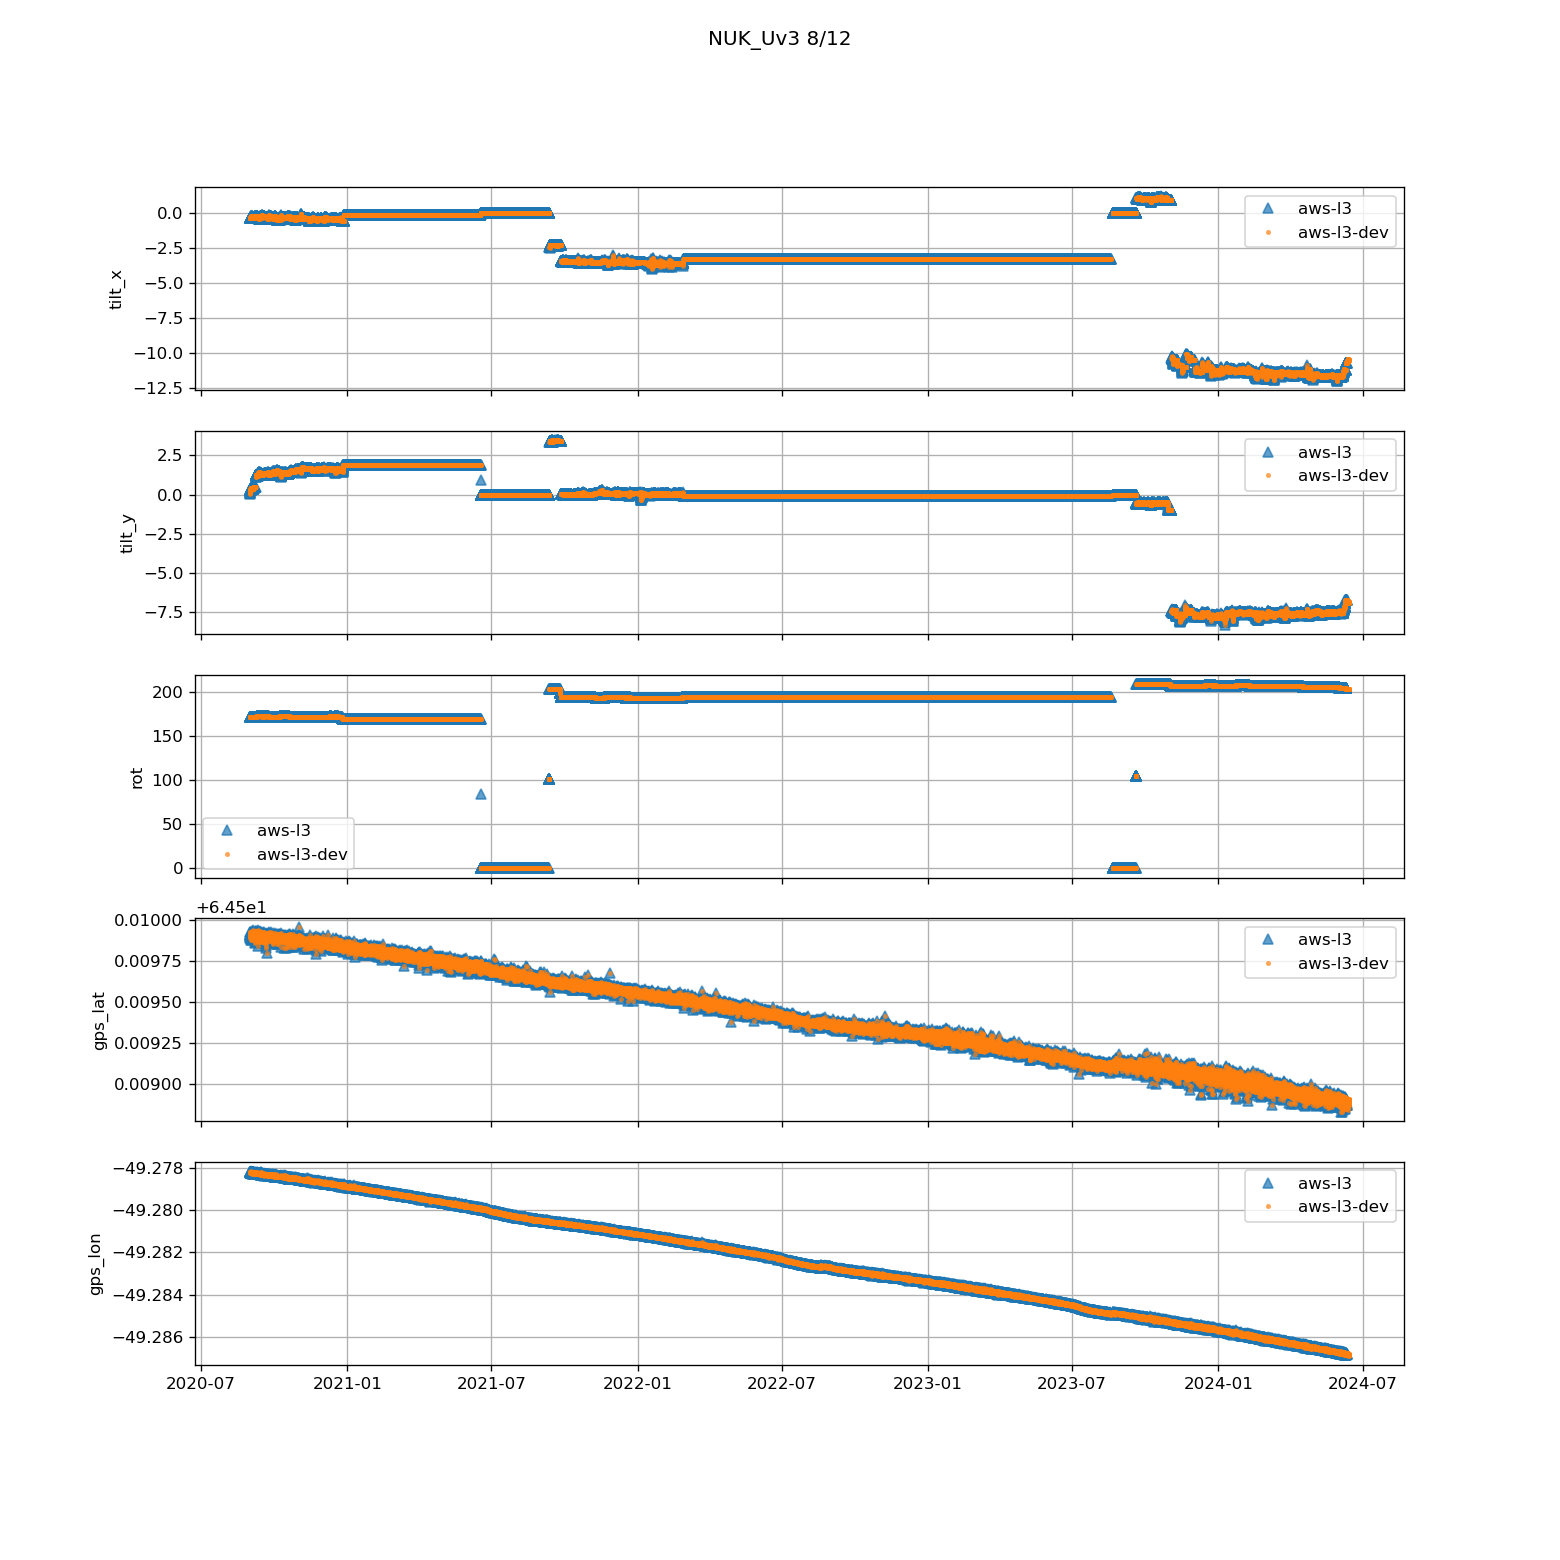 NUK_Uv3 8/12
tilt_x
0.0
−2.5
−5.0
−7.5
−10.0
−12.5
aws-l3
aws-l3-dev
tilt_y
2.5
0.0
−2.5
−5.0
−7.5
aws-l3
aws-l3-dev
rot
200
150
100
50
0
aws-l3
aws-l3-dev
+6.45e1
gps_lat
0.01000
0.00975
0.00950
0.00925
0.00900
aws-l3
aws-l3-dev
gps_lon
−49.278
−49.280
−49.282
−49.284
−49.286
aws-l3
aws-l3-dev
2020-07 2021-01 2021-07 2022-01 2022-07 2023-01 2023-07 2024-01 2024-07